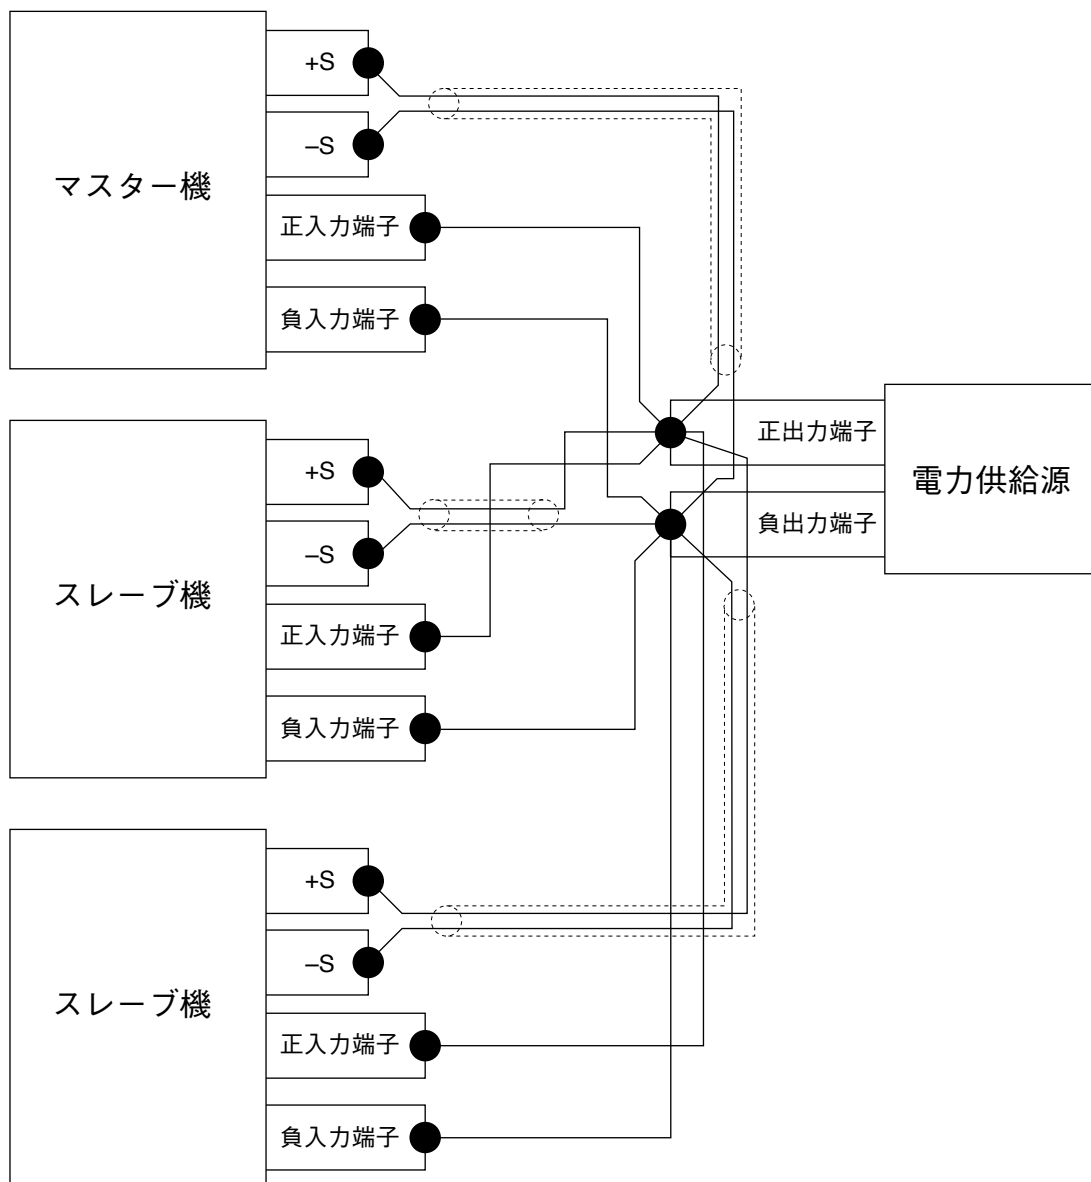 +S
–S
マスター機
正入力端子
負入力端子
正出力端子
電力供給源
負出力端子
+S
–S
スレーブ機
正入力端子
負入力端子
+S
–S
スレーブ機
正入力端子
負入力端子